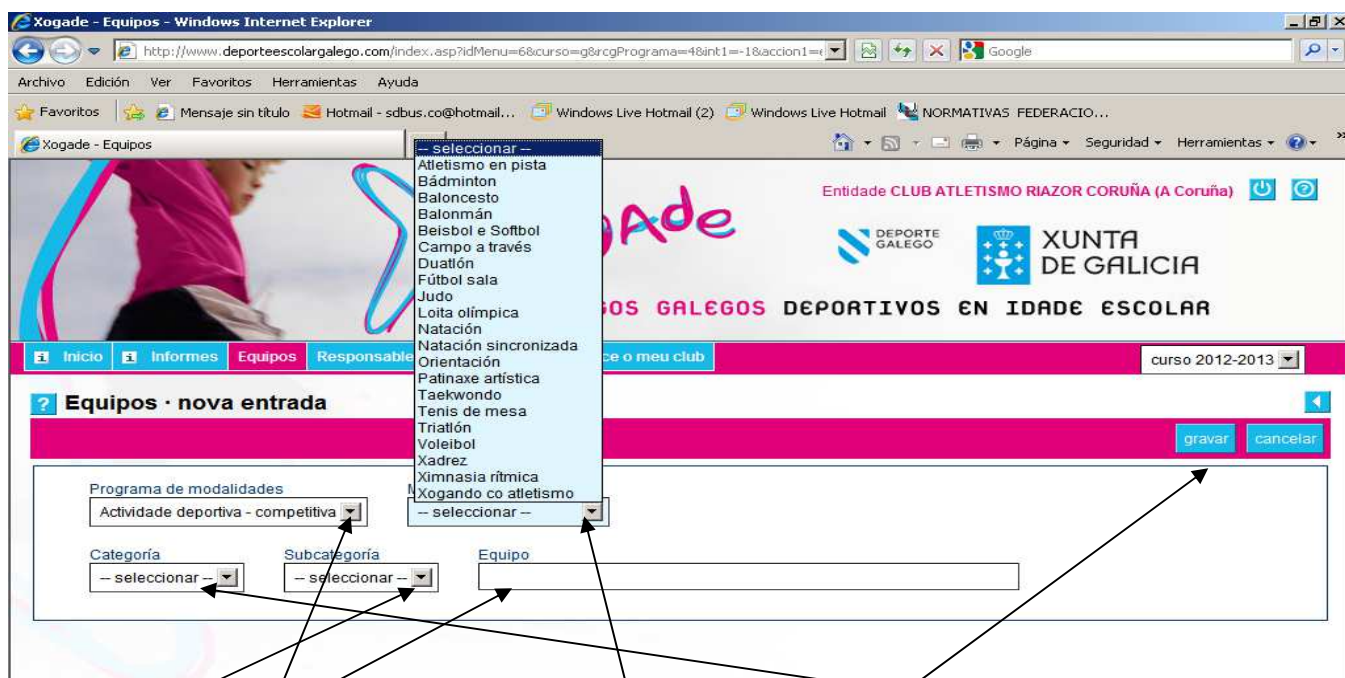 Xogade - Equipos - Windows Internet Explorer
http://www.deporteescolargalego.com/index.asp?idMenu=6&curso=g&rcgPrograma=4&int1=-1&accion1=
Google
Archivo Edición Ver Favoritos Herramientas Ayuda
Favoritos Mensaje sin título Hotmail - sdbus.co@hotmail... Windows Live Hotmail (2) Windows Live Hotmail NORMATIVAS FEDERACIO...
Xogade - Equipos
Página Seguridad Herramientas
-- seleccionar --
Atletismo en pista
Bádminton
Baloncesto
Balonmán
Beisbol e Softbol
Campo a través
Duatlón
Fútbol sala
Judo
Loita olímpica
Natación
Natación sincronizada
Orientación
Patinaxe artística
Taekwondo
Tenis de mesa
Triatlón
Voleibol
Xadrez
Ximnasia rítmica
Xogando co atletismo
Entidade CLUB ATLETISMO RIAZOR CORUÑA (A Coruña)
DEPORTE
GALEGO
XUNTA
DE GALICIA
GALEGOS DEPORTIVOS EN IDADE ESCOLAR
Inicio Informes Equipos o meu club
curso 2012-2013
Equipos · nova entrada
gravar cancelar
Programa de modalidades
Actividade deportiva - competitiva
-- seleccionar --
Categoría Subcategoría Equipo
-- seleccionar -- -- seleccionar --